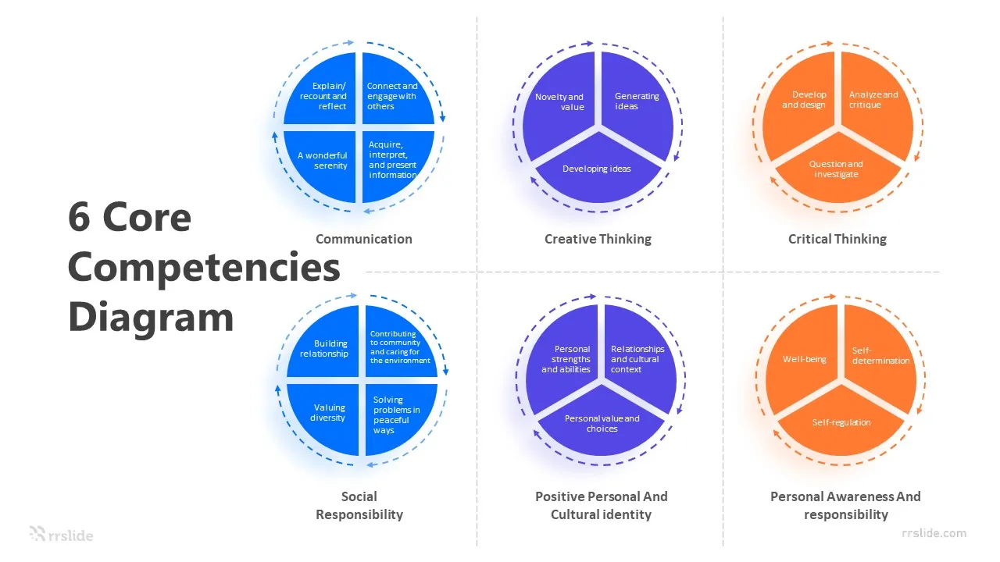 6 Core
Competencies
Diagram
Explain/
recount and
reflect
Connect and
engage with
others
A wonderful
serenity
Acquire,
interpret,
and present
information
Communication
Novelty and
value
Generating
ideas
Developing ideas
Creative Thinking
Develop
and design
Analyze and
critique
Question and
investigate
Critical Thinking
Building
relationship
Contributing
to community
and caring for
the environment
Valuing
diversity
Solving
problems in
peaceful
ways
Social
Responsibility
Personal
strengths
and abilities
Relationships
and cultural
context
Personal value and
choices
Positive Personal And
Cultural identity
Well-being
Self-
determination
Self-regulation
Personal Awareness And
responsibility
rrslide
rrslide.com